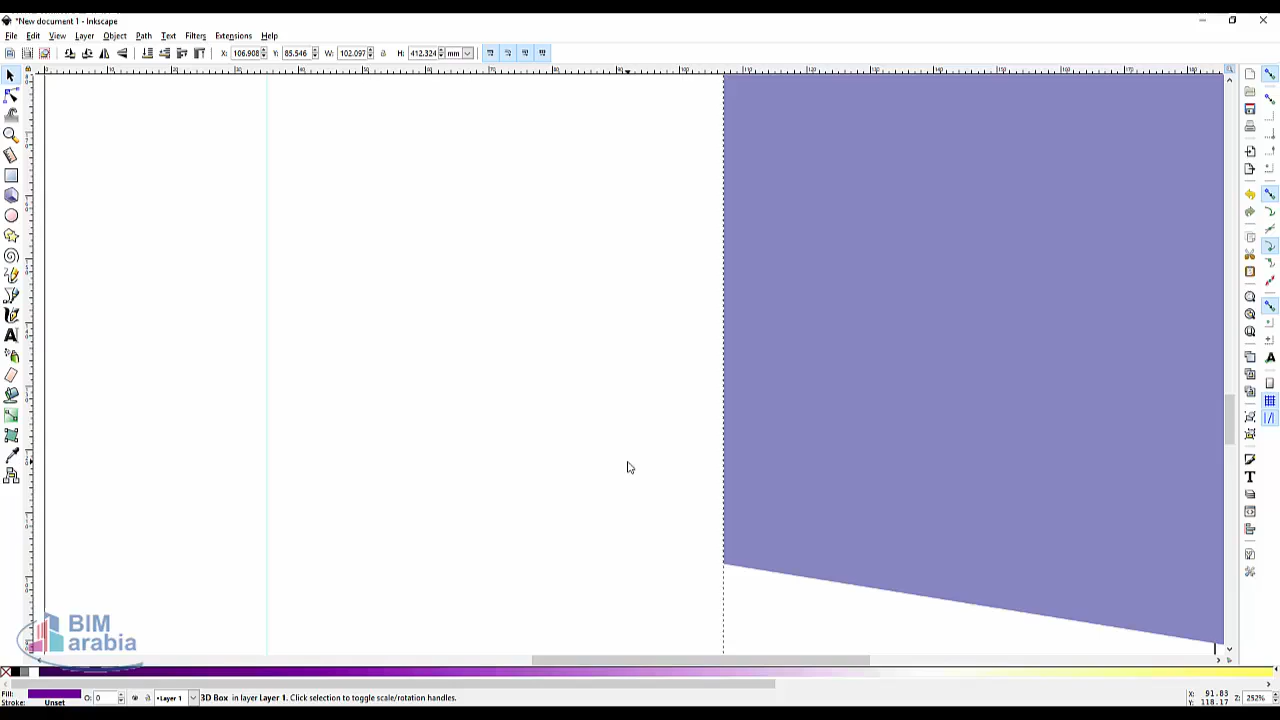 *New document 1 - Inkscape
File Edit View Layer Object Path Text Filters Extensions Help
X: 106.908 Y: 85.546 W: 102.097 H: 412.324 mm
BIM
arabia
Fill:
Stroke: Unset
O: 0
•Layer 1
3D Box in layer Layer 1. Click selection to toggle scale/rotation handles.
X: 91.83
Y: 118.17
Z: 252%